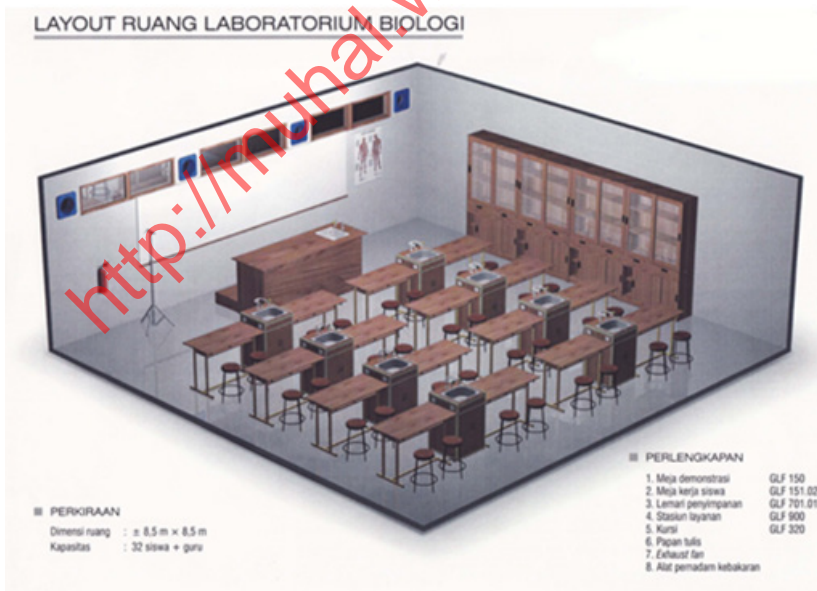 LAYOUT RUANG LABORATORIUM BIOLOGI
http://muhal.w
PERKIRAAN
Dimensi ruang : ± 8,5 m × 8,5 m
Kapasitas : 32 siswa + guru
PERLENGKAPAN
1. Meja demonstrasi GLF 150
2. Meja kerja siswa GLF 151.02
3. Lemari penyimpanan GLF 701.01
4. Stasiun layanan GLF 900
5. Kursi GLF 320
6. Papan tulis
7. Exhaust fan
8. Alat pemadam kebakaran